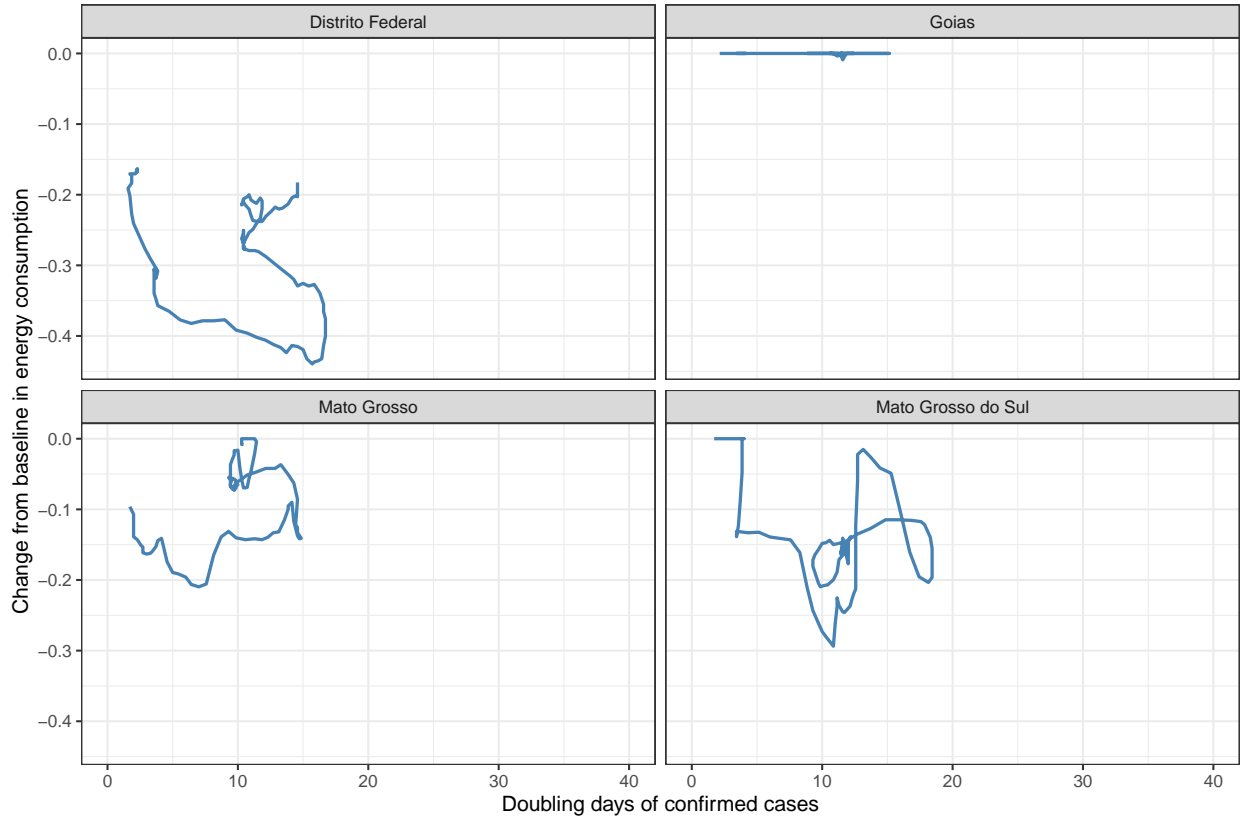 Distrito Federal
Goias
0.0
−0.1
−0.2
−0.3
−0.4
Mato Grosso
Mato Grosso do Sul
0.0
−0.1
−0.2
−0.3
−0.4
0 10 20 30 40
0 10 20 30 40
Doubling days of confirmed cases
Change from baseline in energy consumption